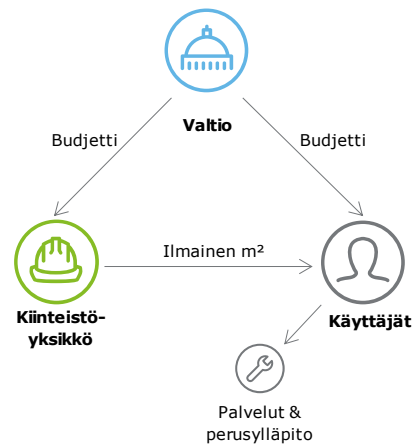 Valtio
Budjetti
Budjetti
Ilmainen m²
Kiinteistö-
yksikkö
Käyttäjät
Palvelut &
perusylläpito